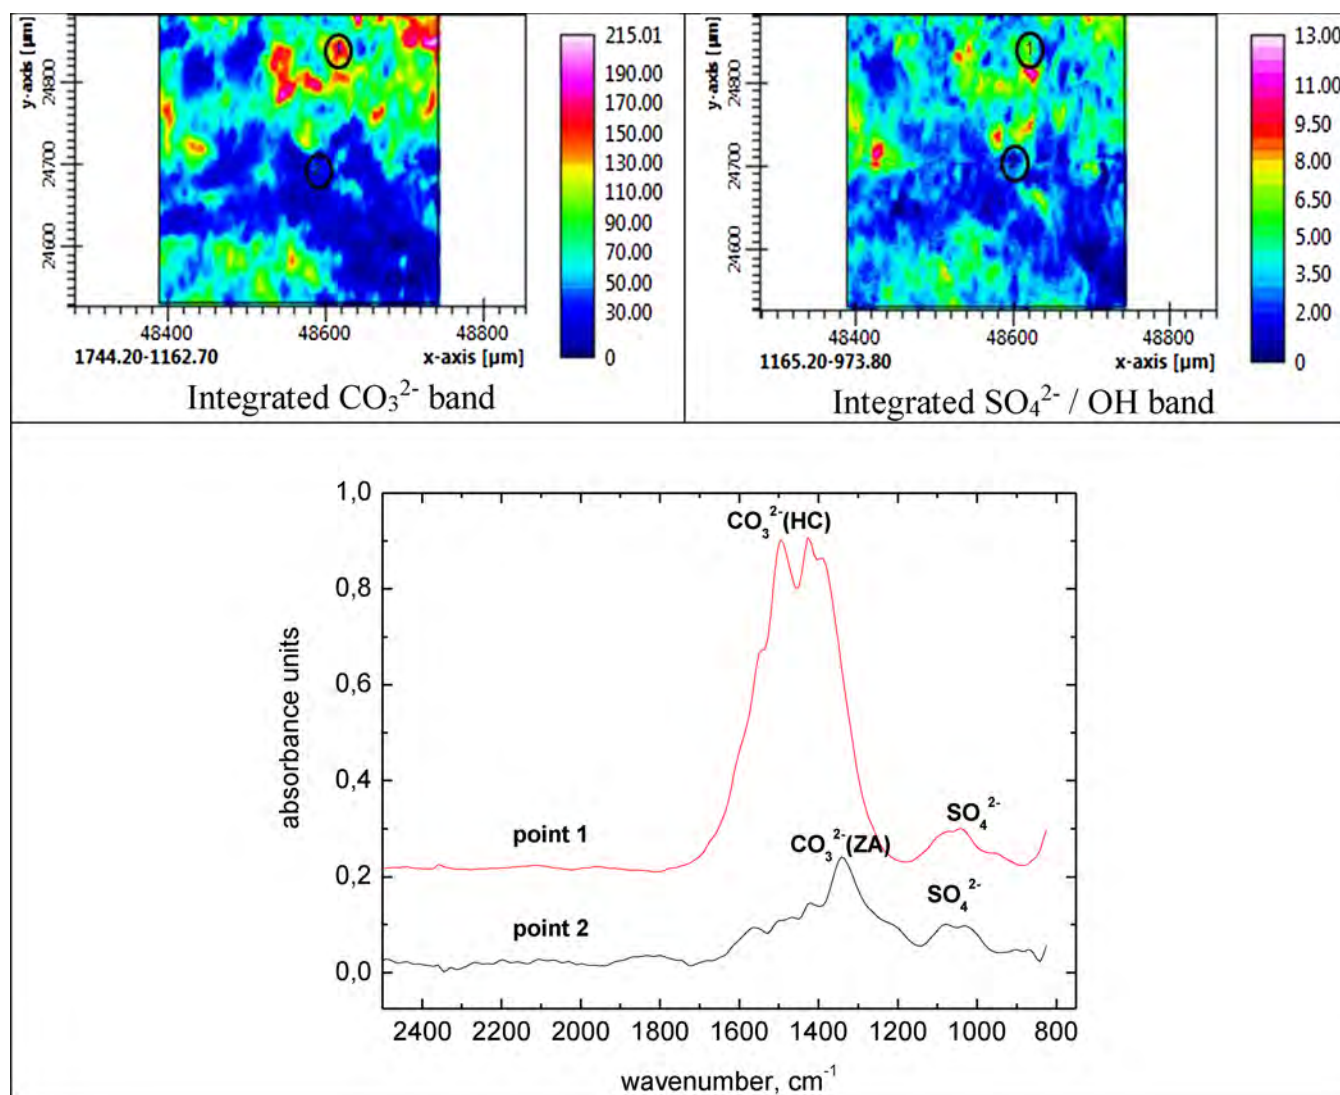 y-axis [ µm]
24800
24700
24600
48400
48600
48800
1744.20-1162.70
x-axis [µm]
215.01
190.00
170.00
150.00
130.00
110.00
90.00
70.00
50.00
30.00
0
Integrated CO₃²⁻ band
y-axis [ µm]
24800
24700
24600
1
48400
48600
48800
1165.20-973.80
x-axis [µm]
13.00
11.00
9.50
8.00
6.50
5.00
3.50
2.00
0
Integrated SO₄²⁻ / OH band
absorbance units
1,0
0,8
0,6
0,4
0,2
0,0
CO₃²⁻(HC)
SO₄²⁻
point 1
CO₃²⁻(ZA)
SO₄²⁻
point 2
2400 2200 2000 1800 1600 1400 1200 1000 800
wavenumber, cm⁻¹